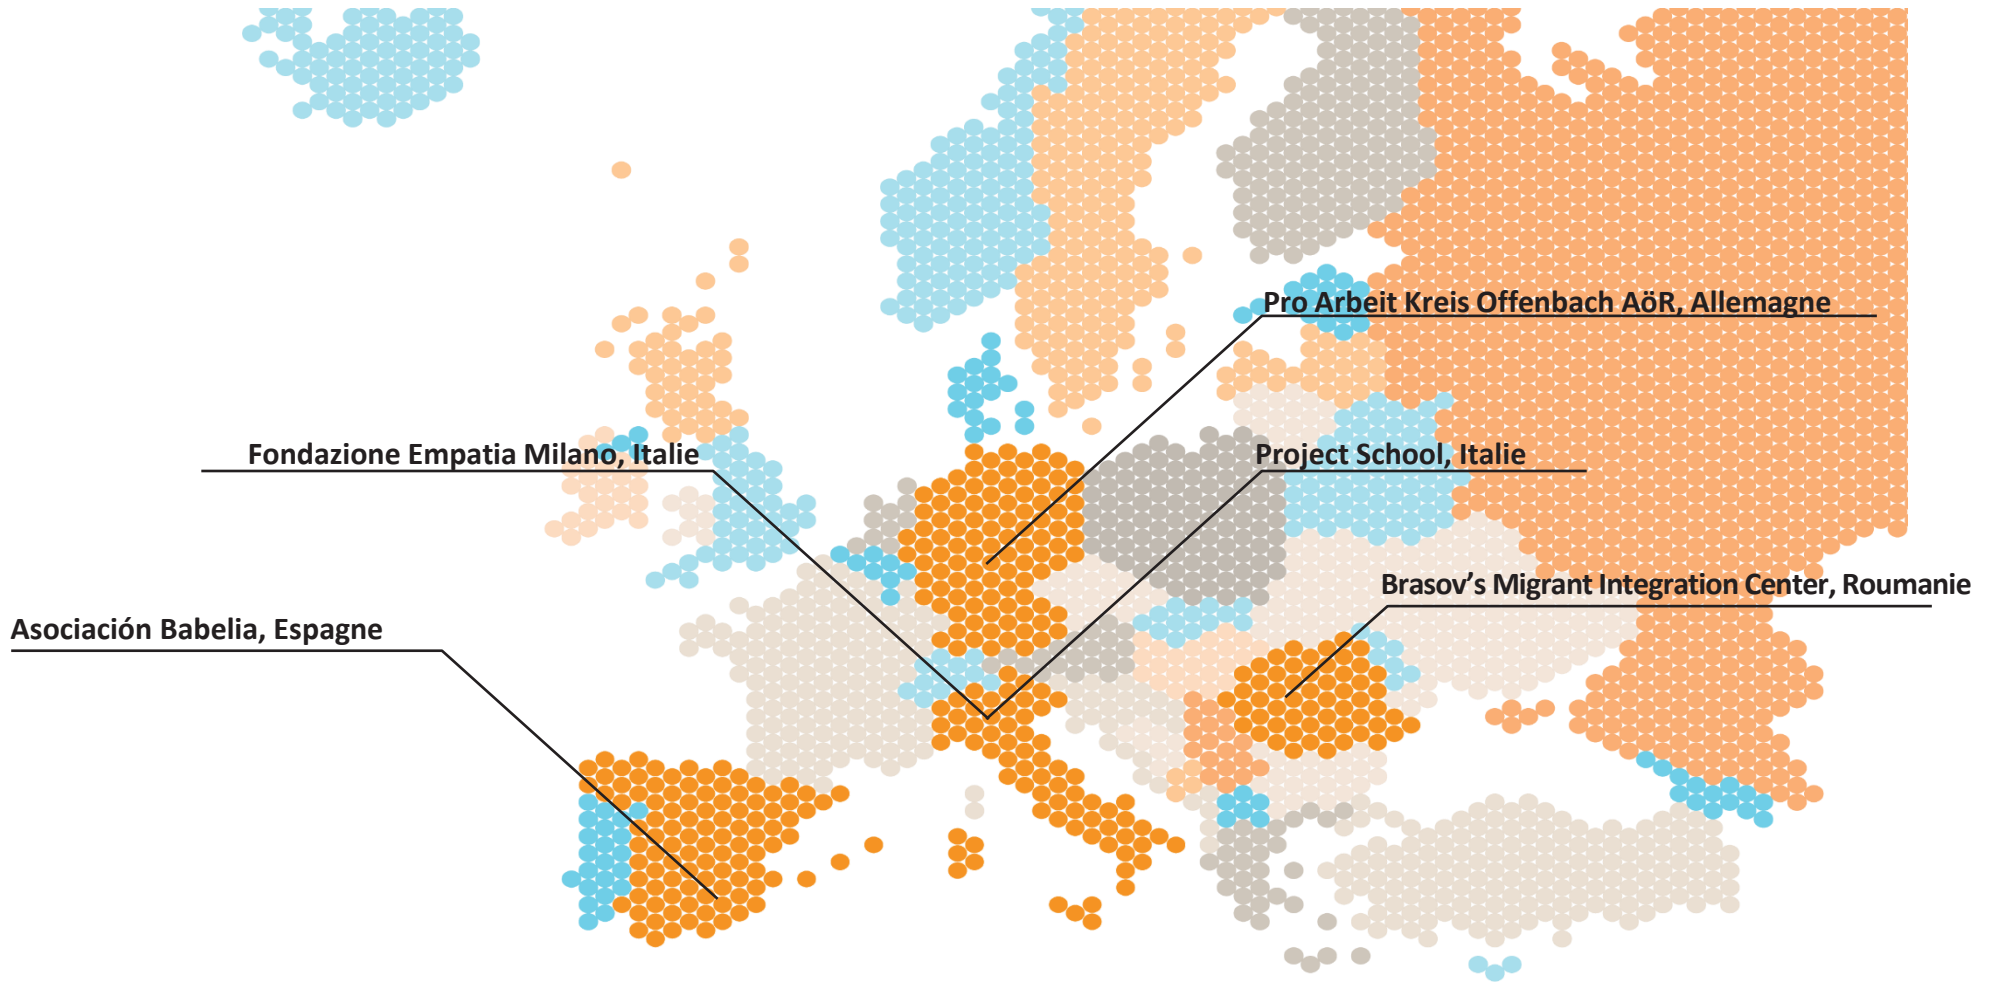 Pro Arbeit Kreis Offenbach AöR, Allemagne
Fondazione Empatia Milano, Italie
Project School, Italie
Brasov’s Migrant Integration Center, Roumanie
Asociación Babelia, Espagne